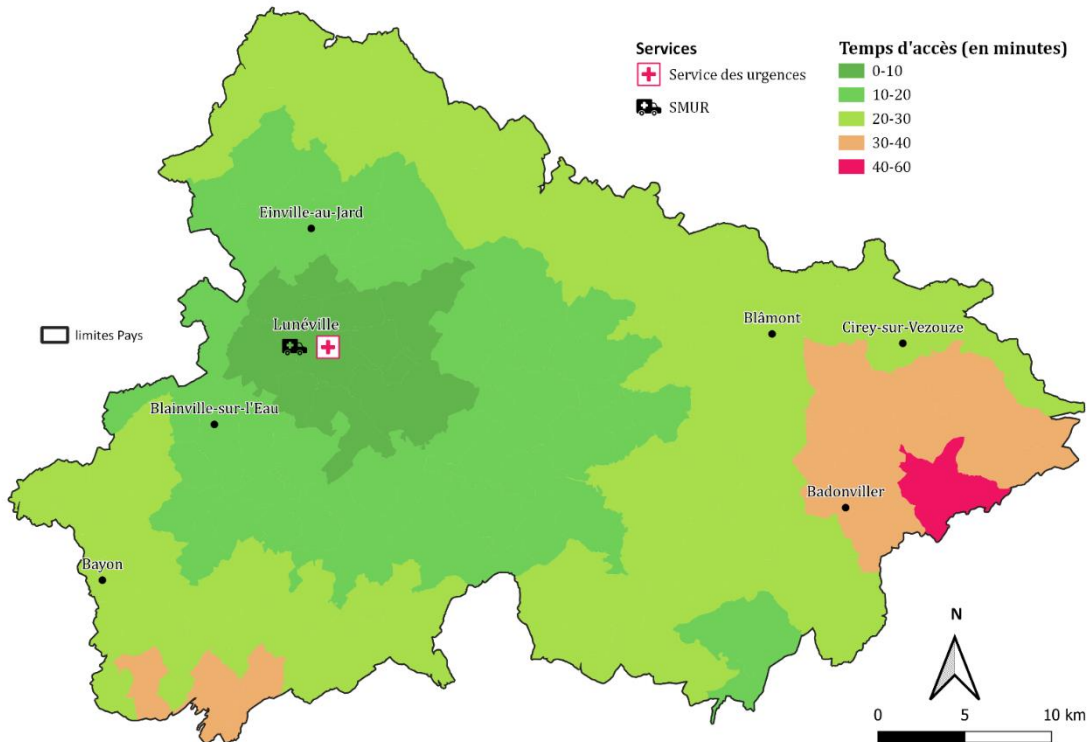 Services
Service des urgences
SMUR
Temps d'accès (en minutes)
0-10
10-20
20-30
30-40
40-60
limites Pays
Einville-au-Jard
Lunéville
Blâmont
Cirey-sur-Vezouze
Blainville-sur-l'Eau
Badonviller
Bayon
N
0 5 10 km